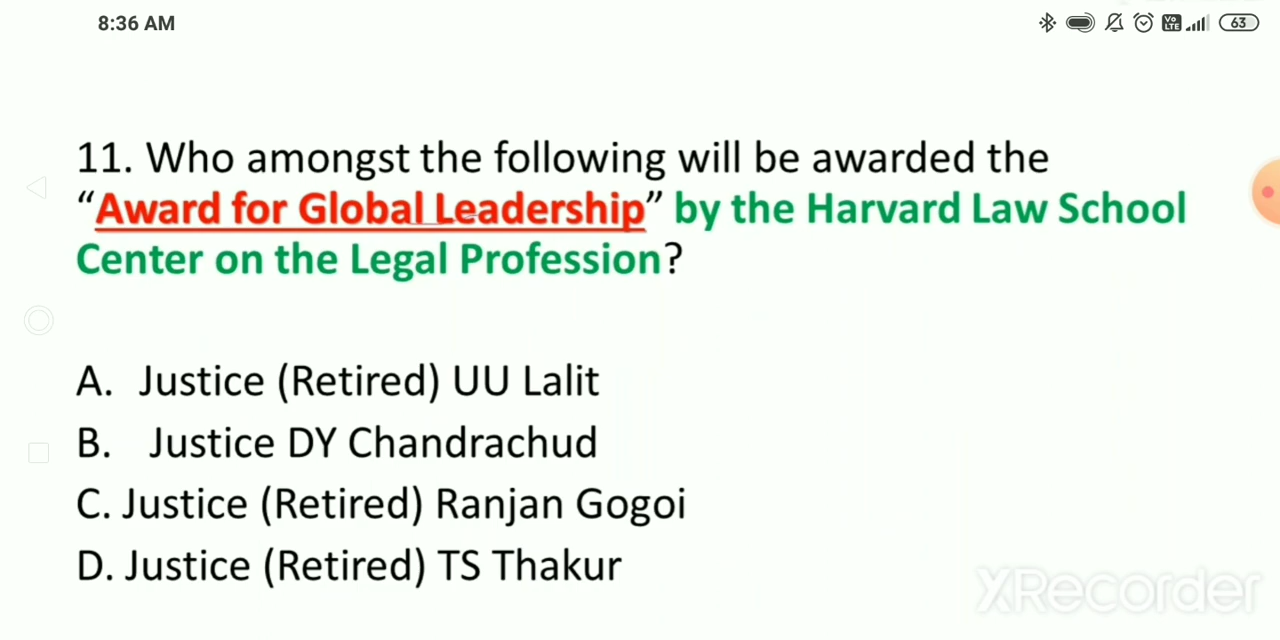 8:36 AM
Vo LTE
63
11. Who amongst the following will be awarded the
“Award for Global Leadership” by the Harvard Law School
Center on the Legal Profession?
A. Justice (Retired) UU Lalit
B. Justice DY Chandrachud
C. Justice (Retired) Ranjan Gogoi
D. Justice (Retired) TS Thakur
XRecorder